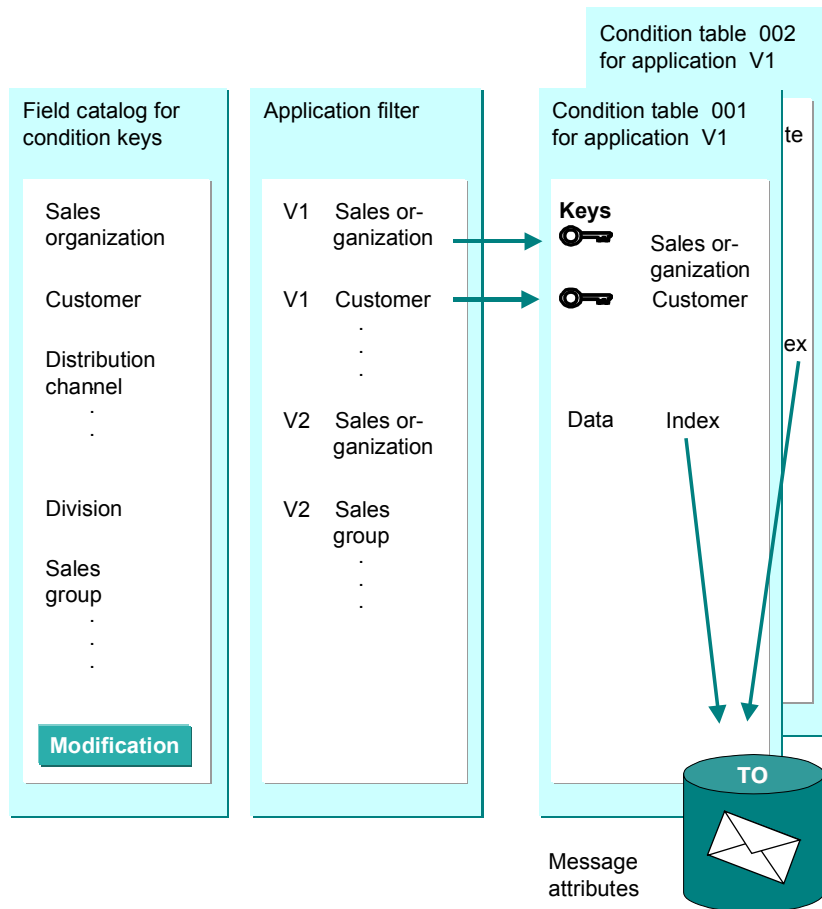 Condition table 002
for application V1
Field catalog for
condition keys
Sales
organization
Customer
Distribution
channel
.
.
Division
Sales
group
.
.
.
Modification
Application filter
V1 Sales or-
ganization
V1 Customer
.
.
.
V2 Sales or-
ganization
V2 Sales
group
.
.
.
Condition table 001
for application V1
Keys
Sales or-
ganization
Customer
Data Index
te
ex
TO
Message
attributes